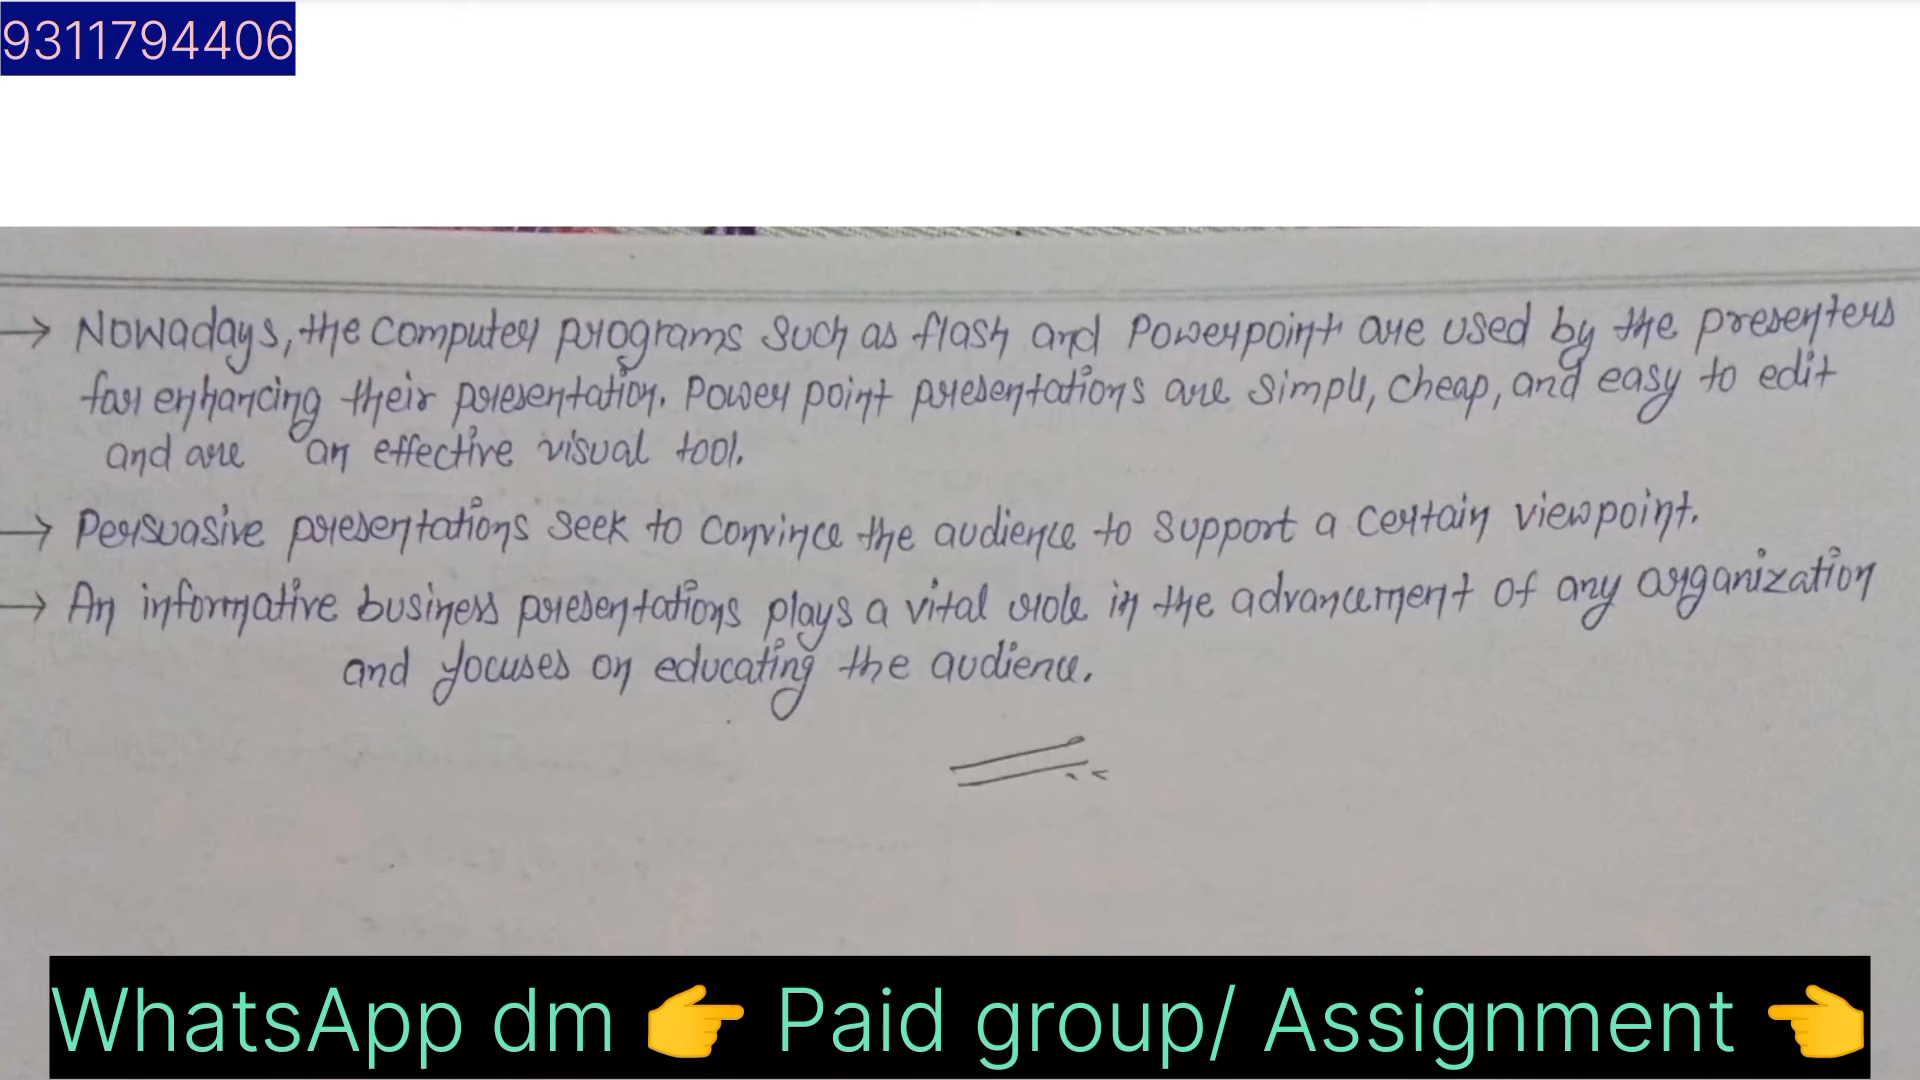 9311794406
→ Nowadays, the computer programs such as flash and Powerpoint are used by the presenters
for enhancing their presentation. Power point presentations are simple, cheap, and easy to edit
and are an effective visual tool.
→ Persuasive presentations seek to convince the audience to support a certain viewpoint.
→ An informative business presentations plays a vital role in the advancement of any organization
and focuses on educating the audience.
WhatsApp dm 👉 Paid group/ Assignment 👈